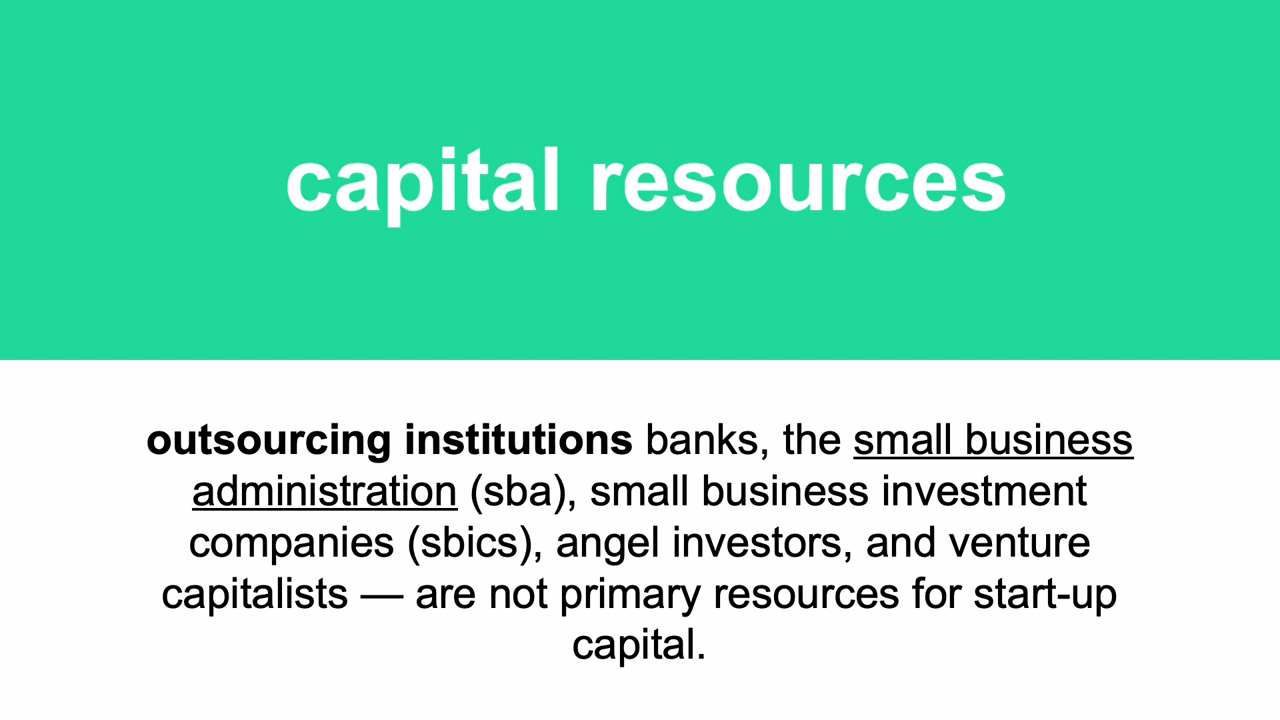 capital resources
outsourcing institutions banks, the small business
administration (sba), small business investment
companies (sbics), angel investors, and venture
capitalists — are not primary resources for start-up
capital.